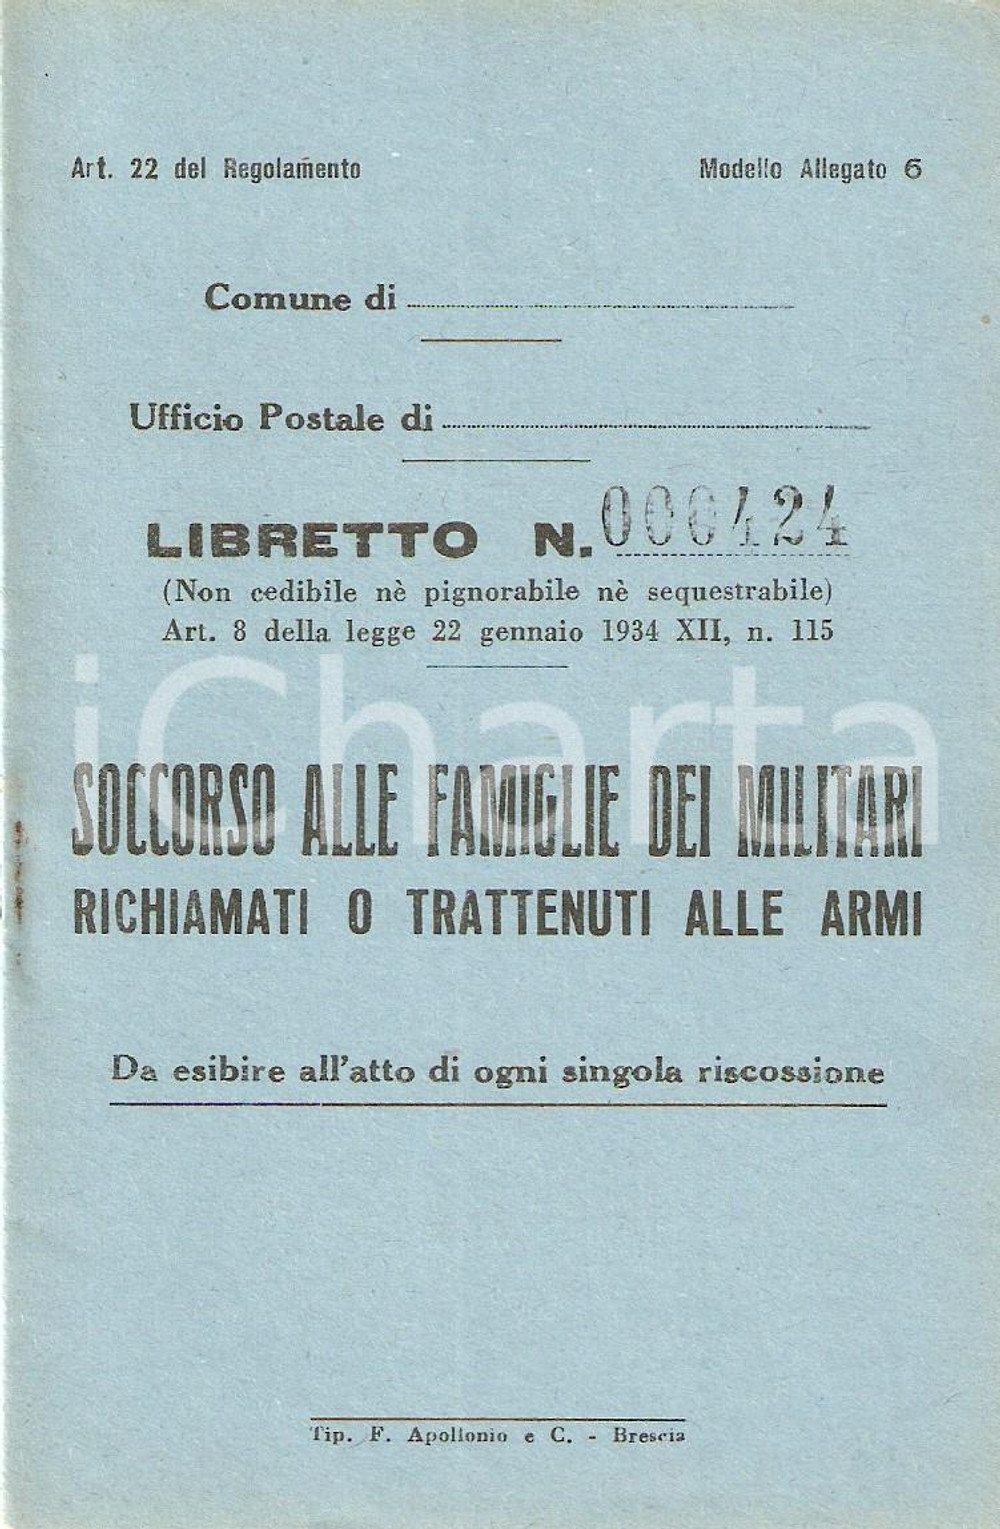 Art. 22 del Regolamento
Modello Allegato 6
Comune di
Ufficio Postale di
LIBRETTO N. 000424
(Non cedibile nè pignorabile nè sequestrabile)
Art. 8 della legge 22 gennaio 1934 XII, n. 115
iCharta
SOCCORSO ALLE FAMIGLIE DEI MILITARI
RICHIAMATI O TRATTENUTI ALLE ARMI
Da esibire all'atto di ogni singola riscossione
Tip. F. Apollonio e C. - Brescia